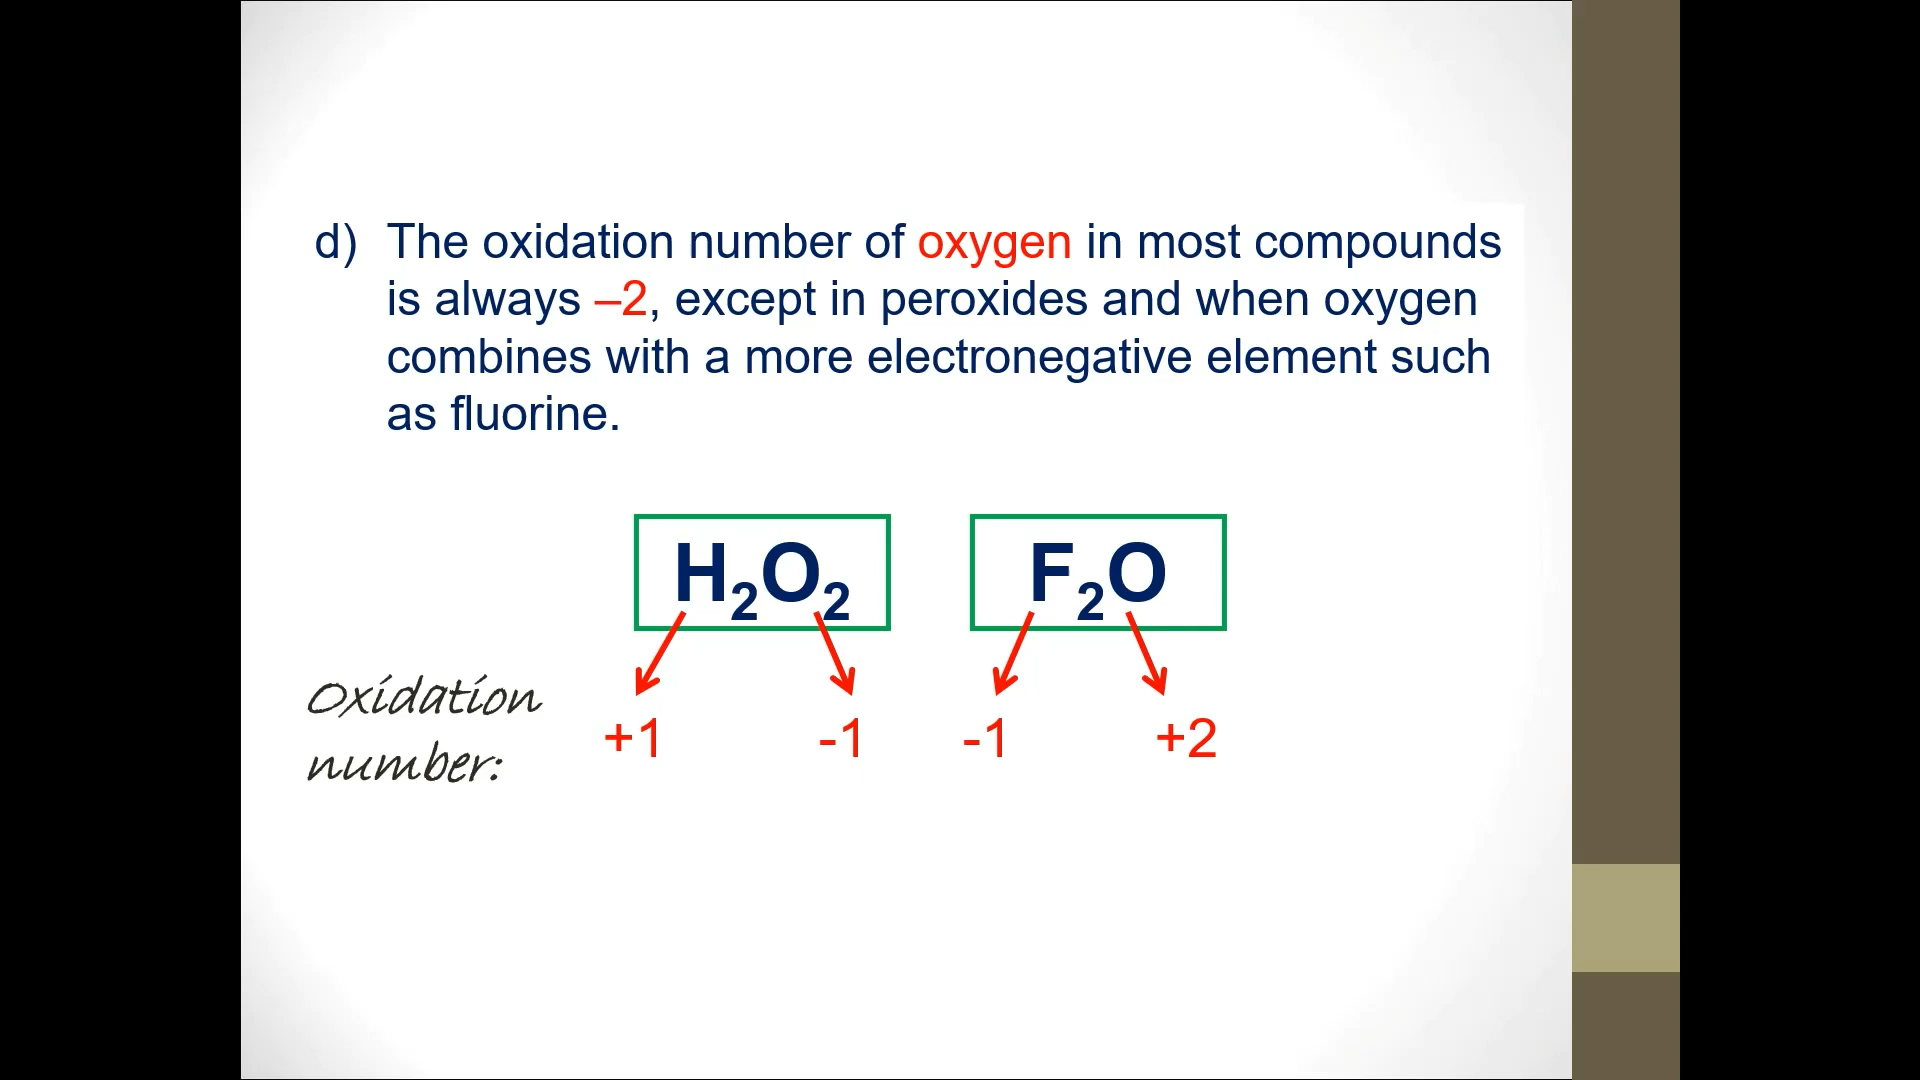 d) The oxidation number of oxygen in most compounds
is always –2, except in peroxides and when oxygen
combines with a more electronegative element such
as fluorine.
H₂O₂ F₂O
Oxidation
number:
+1 -1 -1 +2